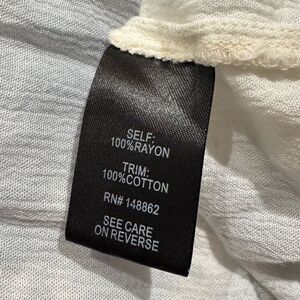 SELF:
100%RAYON
TRIM:
100%COTTON
RN# 148862
SEE CARE
ON REVERSE